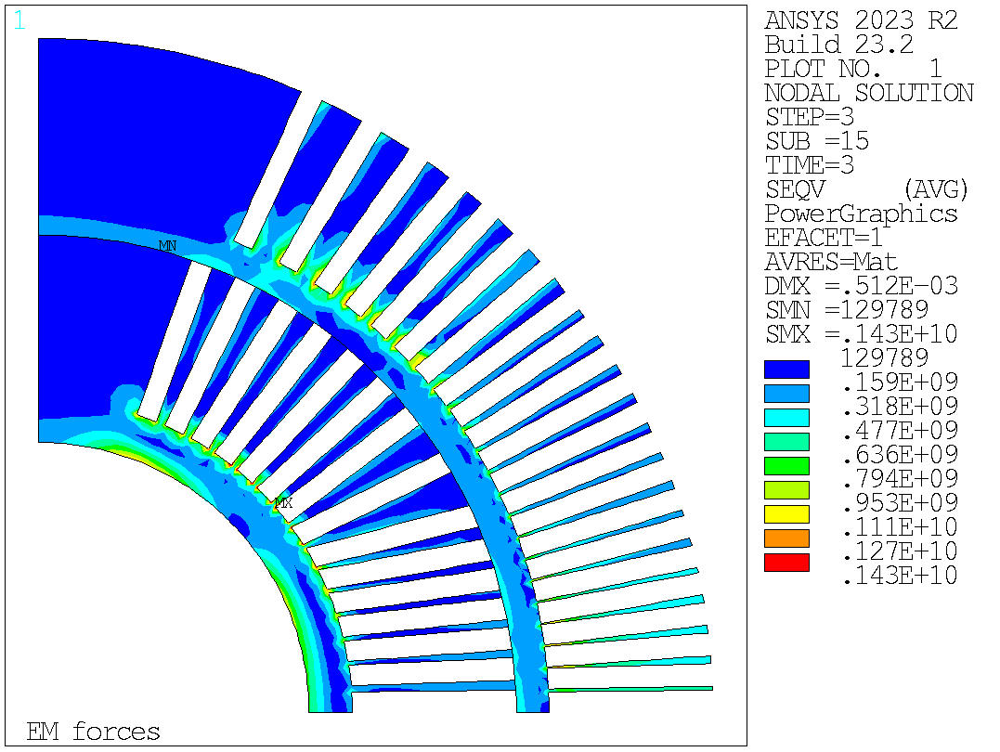 1
ANSYS 2023 R2
Build 23.2
PLOT NO. 1
NODAL SOLUTION
STEP=3
SUB =15
TIME=3
SEQV (AVG)
PowerGraphics
EFACET=1
AVRES=Mat
DMX =.512E-03
SMN =129789
SMX =.143E+10
129789
.159E+09
.318E+09
.477E+09
.636E+09
.794E+09
.953E+09
.111E+10
.127E+10
.143E+10
MN
MX
EM forces